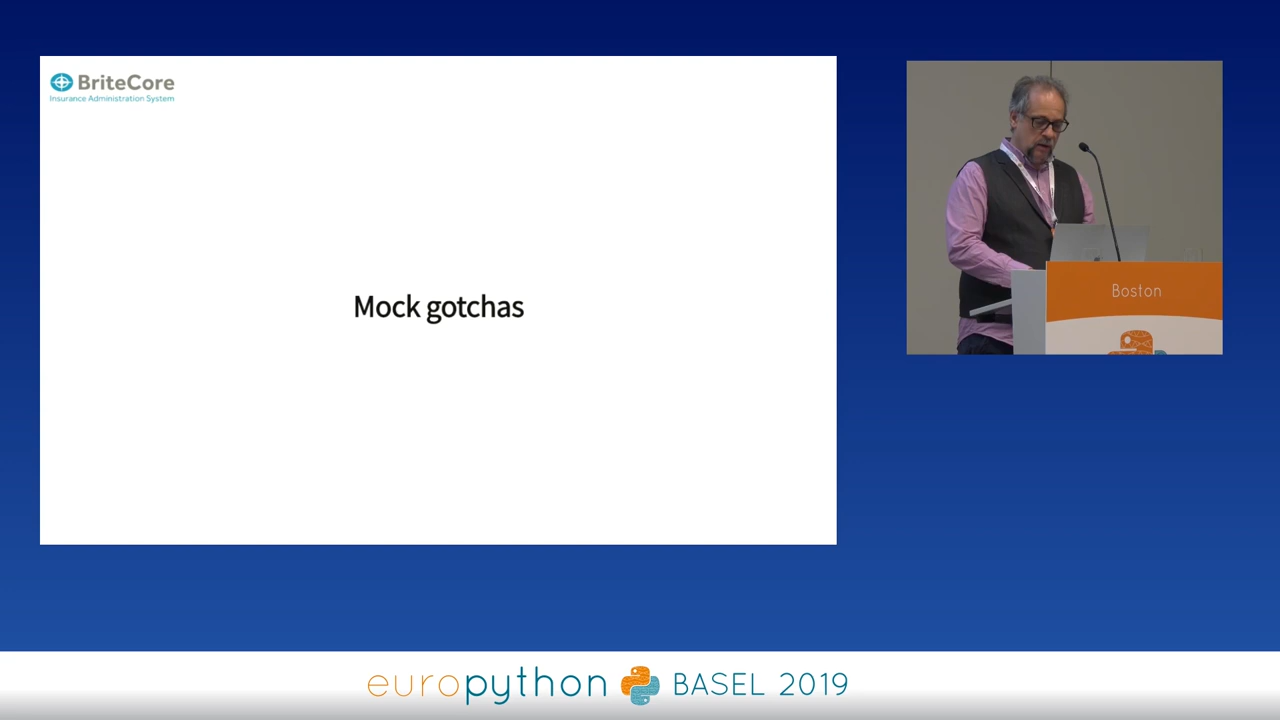 BriteCore
Insurance Administration System
Mock gotchas
Boston
europython BASEL 2019